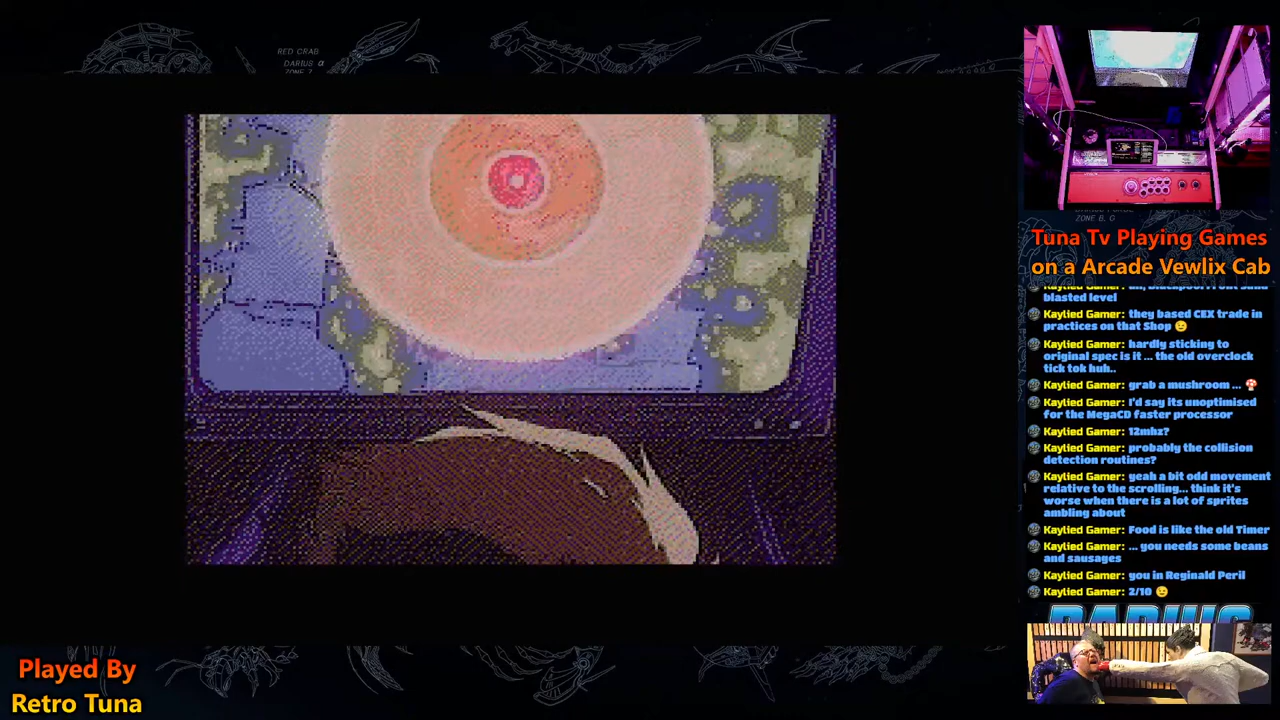 RED CRAB
DARIUS α
ZONE Z
ZONE B, G
Tuna Tv Playing Games
on a Arcade Vewlix Cab
blasted level
Kaylied Gamer: they based CEX trade in
practices on that Shop 😉
Kaylied Gamer: hardly sticking to
original spec is it ... the old overclock
tick tok huh..
Kaylied Gamer: grab a mushroom ... 🍄
Kaylied Gamer: I'd say its unoptimised
for the MegaCD faster processor
Kaylied Gamer: 12mhz?
Kaylied Gamer: probably the collision
detection routines?
Kaylied Gamer: yeah a bit odd movement
relative to the scrolling... think it's
worse when there is a lot of sprites
ambling about
Kaylied Gamer: Food is like the old Timer
Kaylied Gamer: ... you needs some beans
and sausages
Kaylied Gamer: you in Reginald Peril
Kaylied Gamer: 2/10 😉
Played By
Retro Tuna